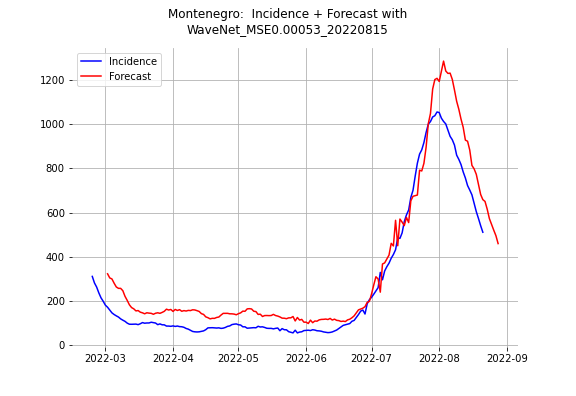 Montenegro:  Incidence + Forecast with
WaveNet_MSE0.00053_20220815
Incidence
Forecast
1200
1000
800
600
400
200
0
2022-03 2022-04 2022-05 2022-06 2022-07 2022-08 2022-09